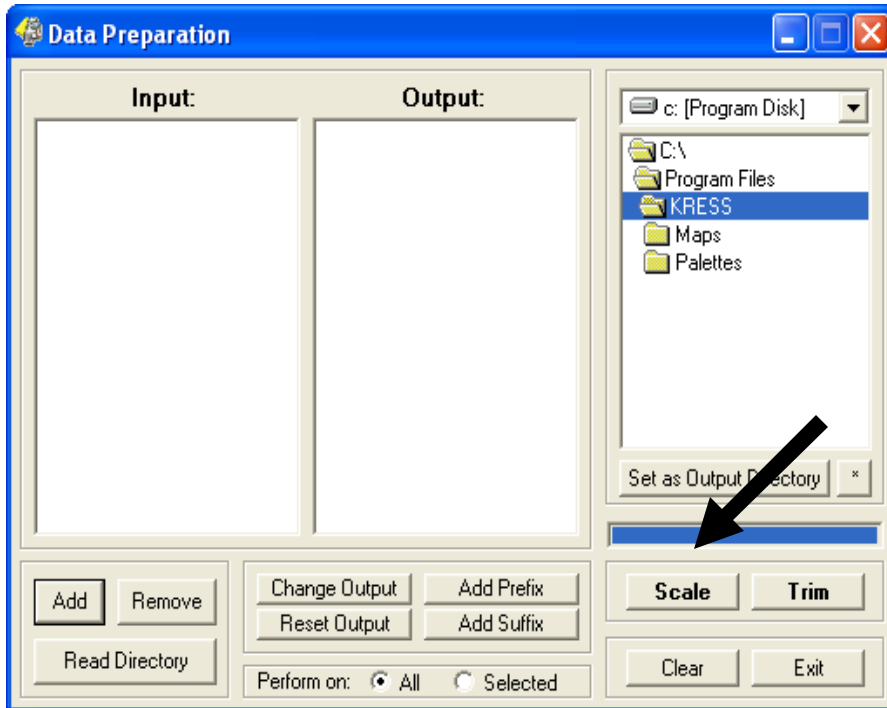 Data Preparation
Input:
Output:
c: [Program Disk]
C:\
Program Files
KRESS
Maps
Palettes
Set as Output Directory
*
Add
Remove
Read Directory
Change Output
Add Prefix
Reset Output
Add Suffix
Perform on: All Selected
Scale
Trim
Clear
Exit